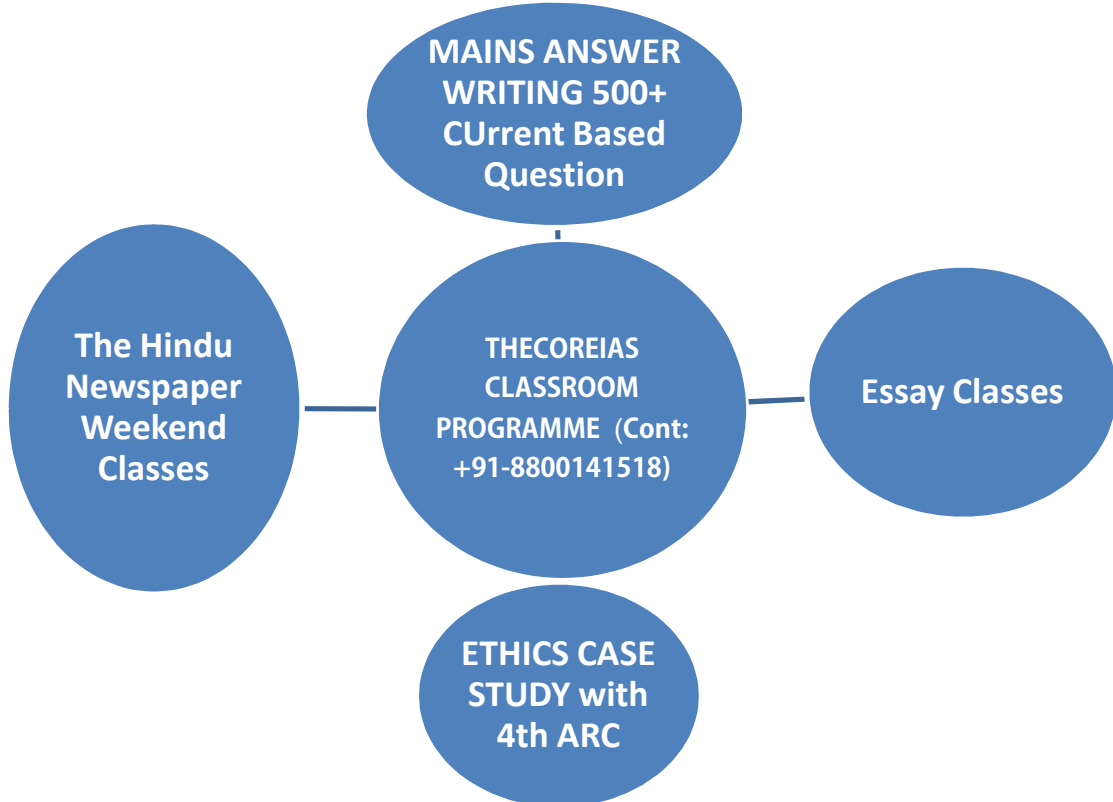 MAINS ANSWER
WRITING 500+
CUrrent Based
Question
The Hindu
Newspaper
Weekend
Classes
THECOREIAS
CLASSROOM
PROGRAMME (Cont:
+91-8800141518)
Essay Classes
ETHICS CASE
STUDY with
4th ARC